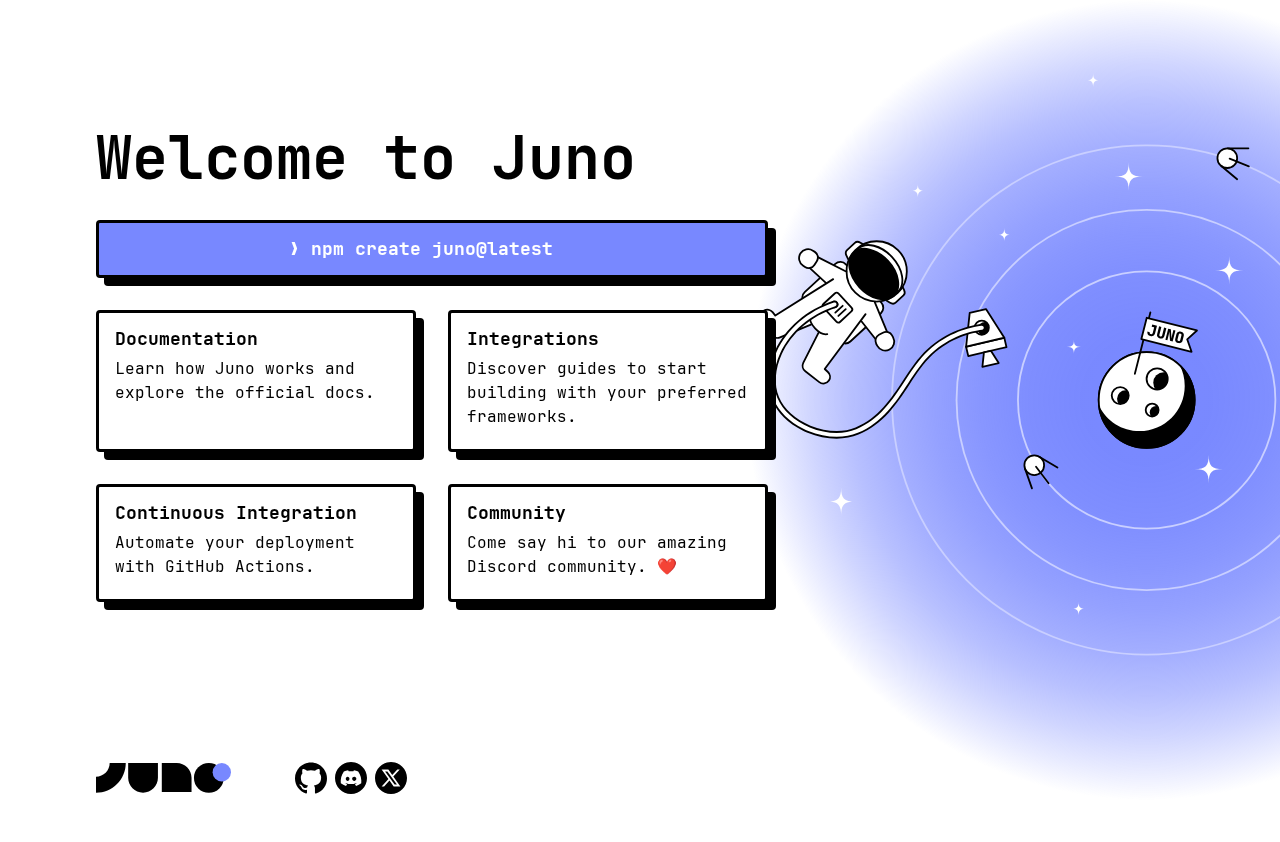 Welcome to Juno
❯ npm create juno@latest
Documentation
Learn how Juno works and
explore the official docs.
Integrations
Discover guides to start
building with your preferred
frameworks.
Continuous Integration
Automate your deployment
with GitHub Actions.
Community
Come say hi to our amazing
Discord community. ❤️
JUNO
JUNO